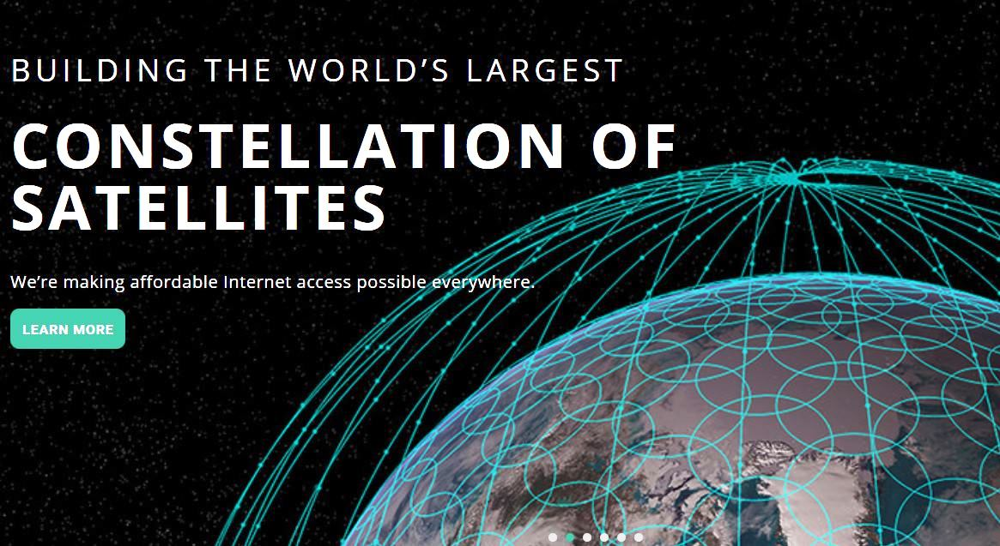 BUILDING THE WORLD’S LARGEST
CONSTELLATION OF
SATELLITES
We’re making affordable Internet access possible everywhere.
LEARN MORE